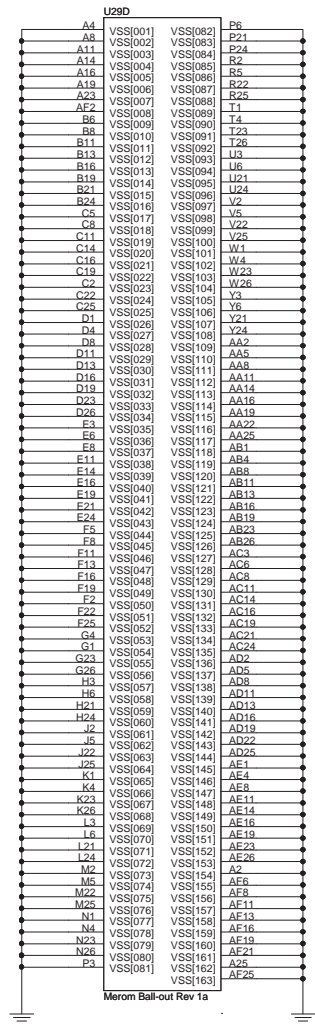 U29D
A4 VSS[001] VSS[082] P6
A8 VSS[002] VSS[083] P21
A11 VSS[003] VSS[084] P24
A14 VSS[004] VSS[085] R2
A16 VSS[005] VSS[086] R5
A19 VSS[006] VSS[087] R22
A23 VSS[007] VSS[088] R25
AF2 VSS[008] VSS[089] T1
B6 VSS[009] VSS[090] T4
B8 VSS[010] VSS[091] T23
B11 VSS[011] VSS[092] T26
B13 VSS[012] VSS[093] U3
B16 VSS[013] VSS[094] U6
B19 VSS[014] VSS[095] U21
B21 VSS[015] VSS[096] U24
B24 VSS[016] VSS[097] V2
C5 VSS[017] VSS[098] V5
C8 VSS[018] VSS[099] V22
C11 VSS[019] VSS[100] V25
C14 VSS[020] VSS[101] W1
C16 VSS[021] VSS[102] W4
C19 VSS[022] VSS[103] W23
C2 VSS[023] VSS[104] W26
C22 VSS[024] VSS[105] Y3
C25 VSS[025] VSS[106] Y6
D1 VSS[026] VSS[107] Y21
D4 VSS[027] VSS[108] Y24
D8 VSS[028] VSS[109] AA2
D11 VSS[029] VSS[110] AA5
D13 VSS[030] VSS[111] AA8
D16 VSS[031] VSS[112] AA11
D19 VSS[032] VSS[113] AA14
D23 VSS[033] VSS[114] AA16
D26 VSS[034] VSS[115] AA19
E3 VSS[035] VSS[116] AA22
E6 VSS[036] VSS[117] AA25
E8 VSS[037] VSS[118] AB1
E11 VSS[038] VSS[119] AB4
E14 VSS[039] VSS[120] AB8
E16 VSS[040] VSS[121] AB11
E19 VSS[041] VSS[122] AB13
E21 VSS[042] VSS[123] AB16
E24 VSS[043] VSS[124] AB19
F5 VSS[044] VSS[125] AB23
F8 VSS[045] VSS[126] AB26
F11 VSS[046] VSS[127] AC3
F13 VSS[047] VSS[128] AC6
F16 VSS[048] VSS[129] AC8
F19 VSS[049] VSS[130] AC11
F2 VSS[050] VSS[131] AC14
F22 VSS[051] VSS[132] AC16
F25 VSS[052] VSS[133] AC19
G4 VSS[053] VSS[134] AC21
G1 VSS[054] VSS[135] AC24
G23 VSS[055] VSS[136] AD2
G26 VSS[056] VSS[137] AD5
H3 VSS[057] VSS[138] AD8
H6 VSS[058] VSS[139] AD11
H21 VSS[059] VSS[140] AD13
H24 VSS[060] VSS[141] AD16
J2 VSS[061] VSS[142] AD19
J5 VSS[062] VSS[143] AD22
J22 VSS[063] VSS[144] AD25
J25 VSS[064] VSS[145] AE1
K1 VSS[065] VSS[146] AE4
K4 VSS[066] VSS[147] AE8
K23 VSS[067] VSS[148] AE11
K26 VSS[068] VSS[149] AE14
L3 VSS[069] VSS[150] AE16
L6 VSS[070] VSS[151] AE19
L21 VSS[071] VSS[152] AE23
L24 VSS[072] VSS[153] AE26
M2 VSS[073] VSS[154] A2
M5 VSS[074] VSS[155] AF6
M22 VSS[075] VSS[156] AF8
M25 VSS[076] VSS[157] AF11
N1 VSS[077] VSS[158] AF13
N4 VSS[078] VSS[159] AF16
N23 VSS[079] VSS[160] AF19
N26 VSS[080] VSS[161] AF21
P3 VSS[081] VSS[162] A25
VSS[163] AF25
Merom Ball-out Rev 1a